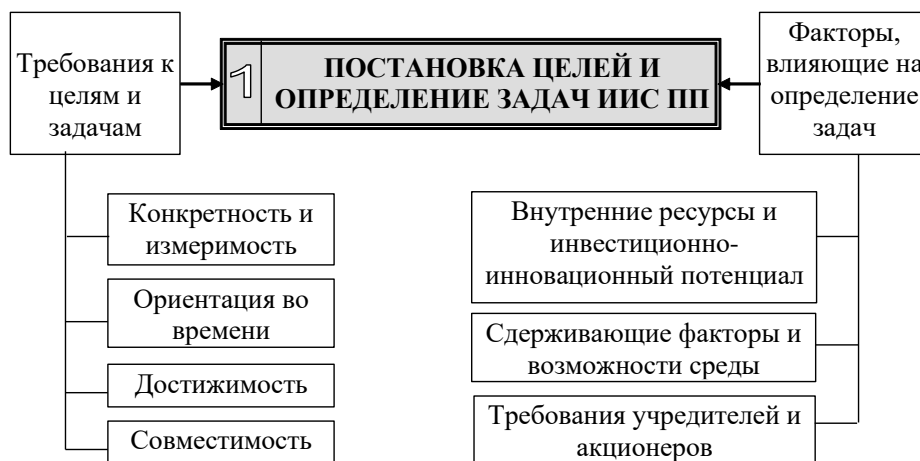 Требования к
целям и
задачам
1
ПОСТАНОВКА ЦЕЛЕЙ И
ОПРЕДЕЛЕНИЕ ЗАДАЧ ИИС ПП
Факторы,
влияющие на
определение
задач
Конкретность и
измеримость
Ориентация во
времени
Достижимость
Совместимость
Внутренние ресурсы и
инвестиционно-
инновационный потенциал
Сдерживающие факторы и
возможности среды
Требования учредителей и
акционеров